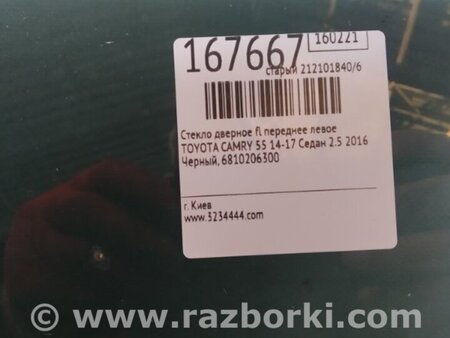 167667
160221
старый 212101840/6
Стекло дверное fl переднее левое
TOYOTA CAMRY 55 14-17 Седан 2.5 2016
Черный, 6810206300
г. Киев
www.3234444.com
© www.razborki.com